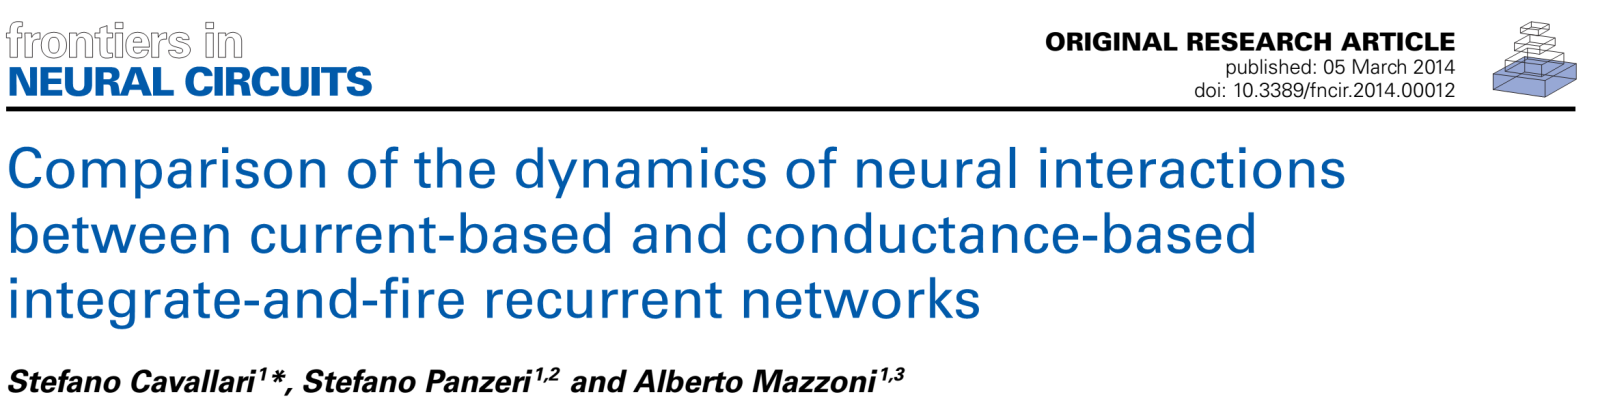 frontiers in
NEURAL CIRCUITS
ORIGINAL RESEARCH ARTICLE
published: 05 March 2014
doi: 10.3389/fncir.2014.00012
Comparison of the dynamics of neural interactions
between current-based and conductance-based
integrate-and-fire recurrent networks
Stefano Cavallari¹*, Stefano Panzeri¹,² and Alberto Mazzoni¹,³